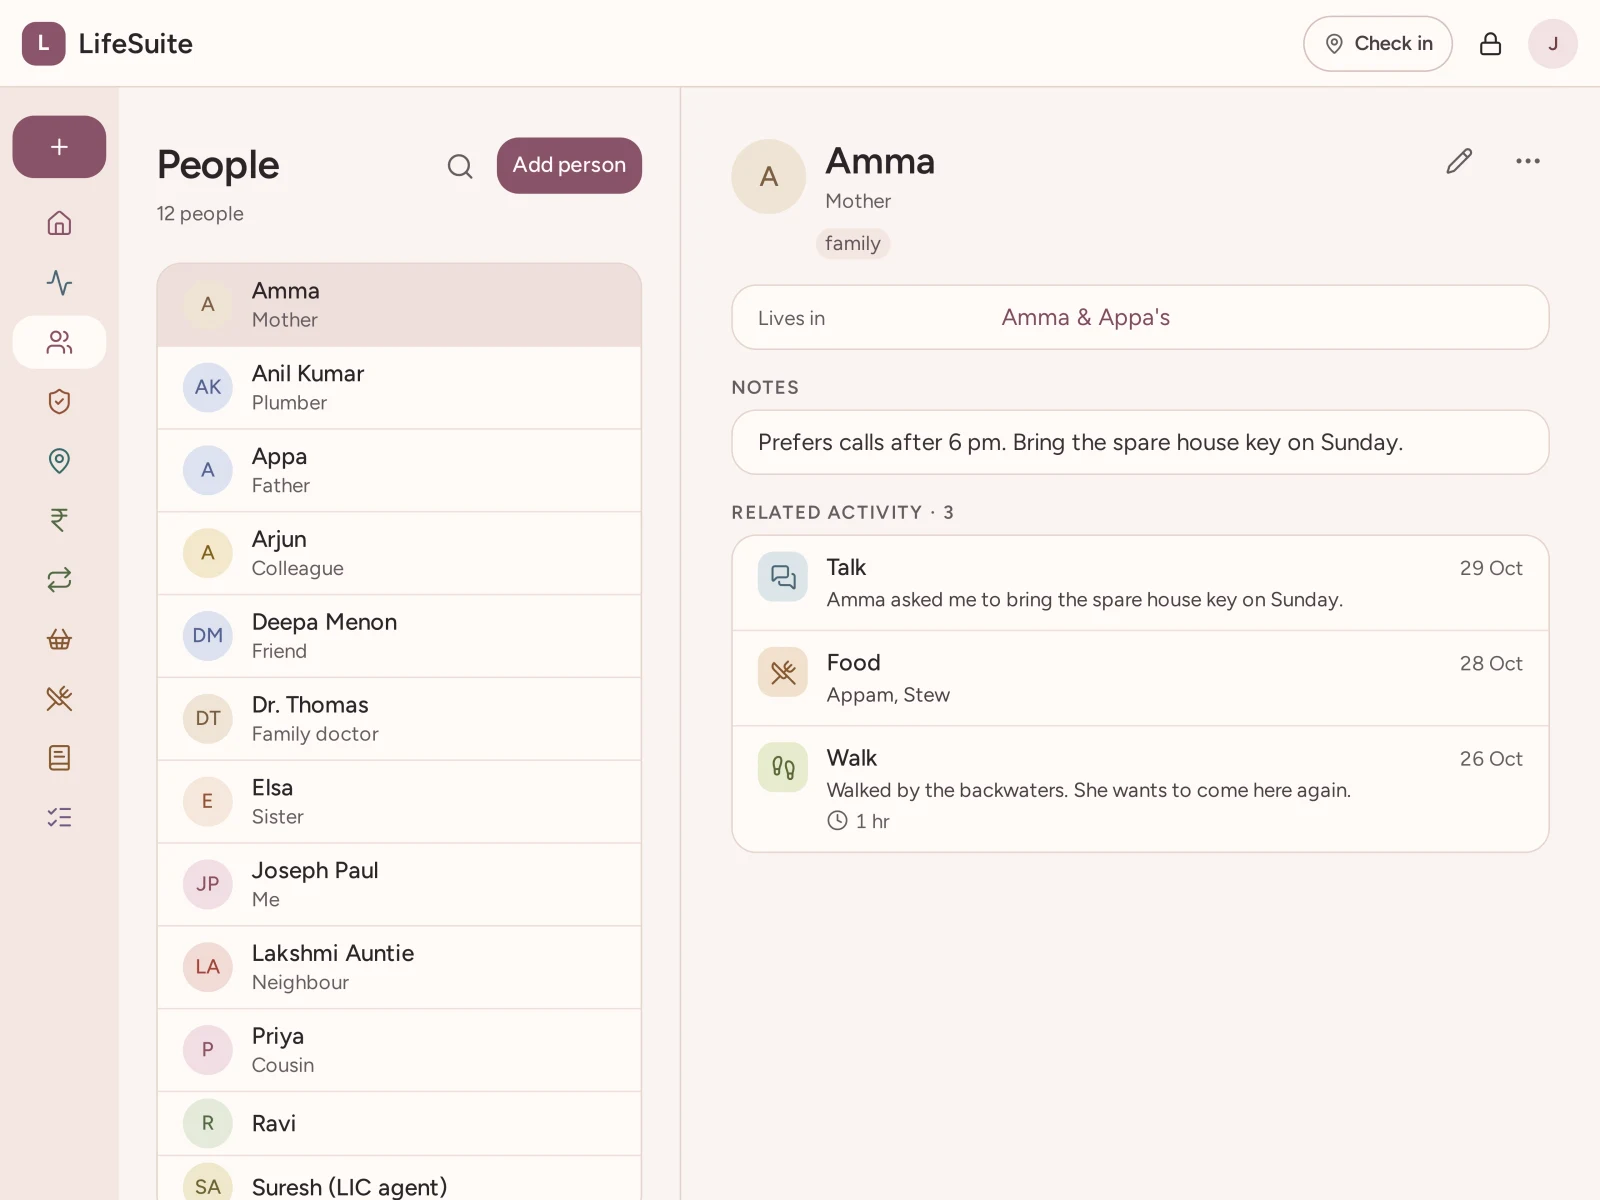 L LifeSuite
Check in
J
People
Add person
12 people
A
Amma
Mother
AK
Anil Kumar
Plumber
A
Appa
Father
A
Arjun
Colleague
DM
Deepa Menon
Friend
DT
Dr. Thomas
Family doctor
E
Elsa
Sister
JP
Joseph Paul
Me
LA
Lakshmi Auntie
Neighbour
P
Priya
Cousin
R
Ravi
SA
Suresh (LIC agent)
A
Amma
Mother
family
Lives in Amma & Appa's
NOTES
Prefers calls after 6 pm. Bring the spare house key on Sunday.
RELATED ACTIVITY · 3
Talk 29 Oct
Amma asked me to bring the spare house key on Sunday.
Food 28 Oct
Appam, Stew
Walk 26 Oct
Walked by the backwaters. She wants to come here again.
1 hr